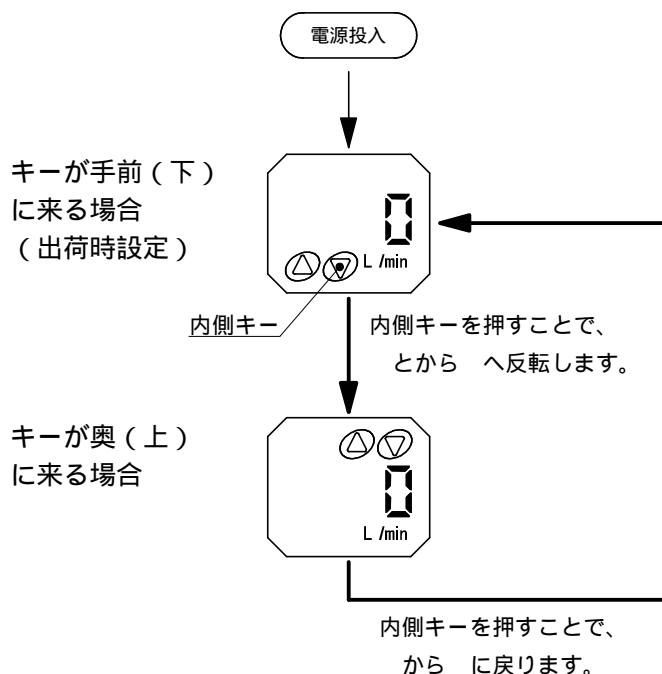 電源投入
キーが手前(下)
に来る場合
(出荷時設定)
0
L /min
内側キー
内側キーを押すことで、
とから　へ反転します。
キーが奥(上)
に来る場合
0
L /min
内側キーを押すことで、
から　に戻ります。